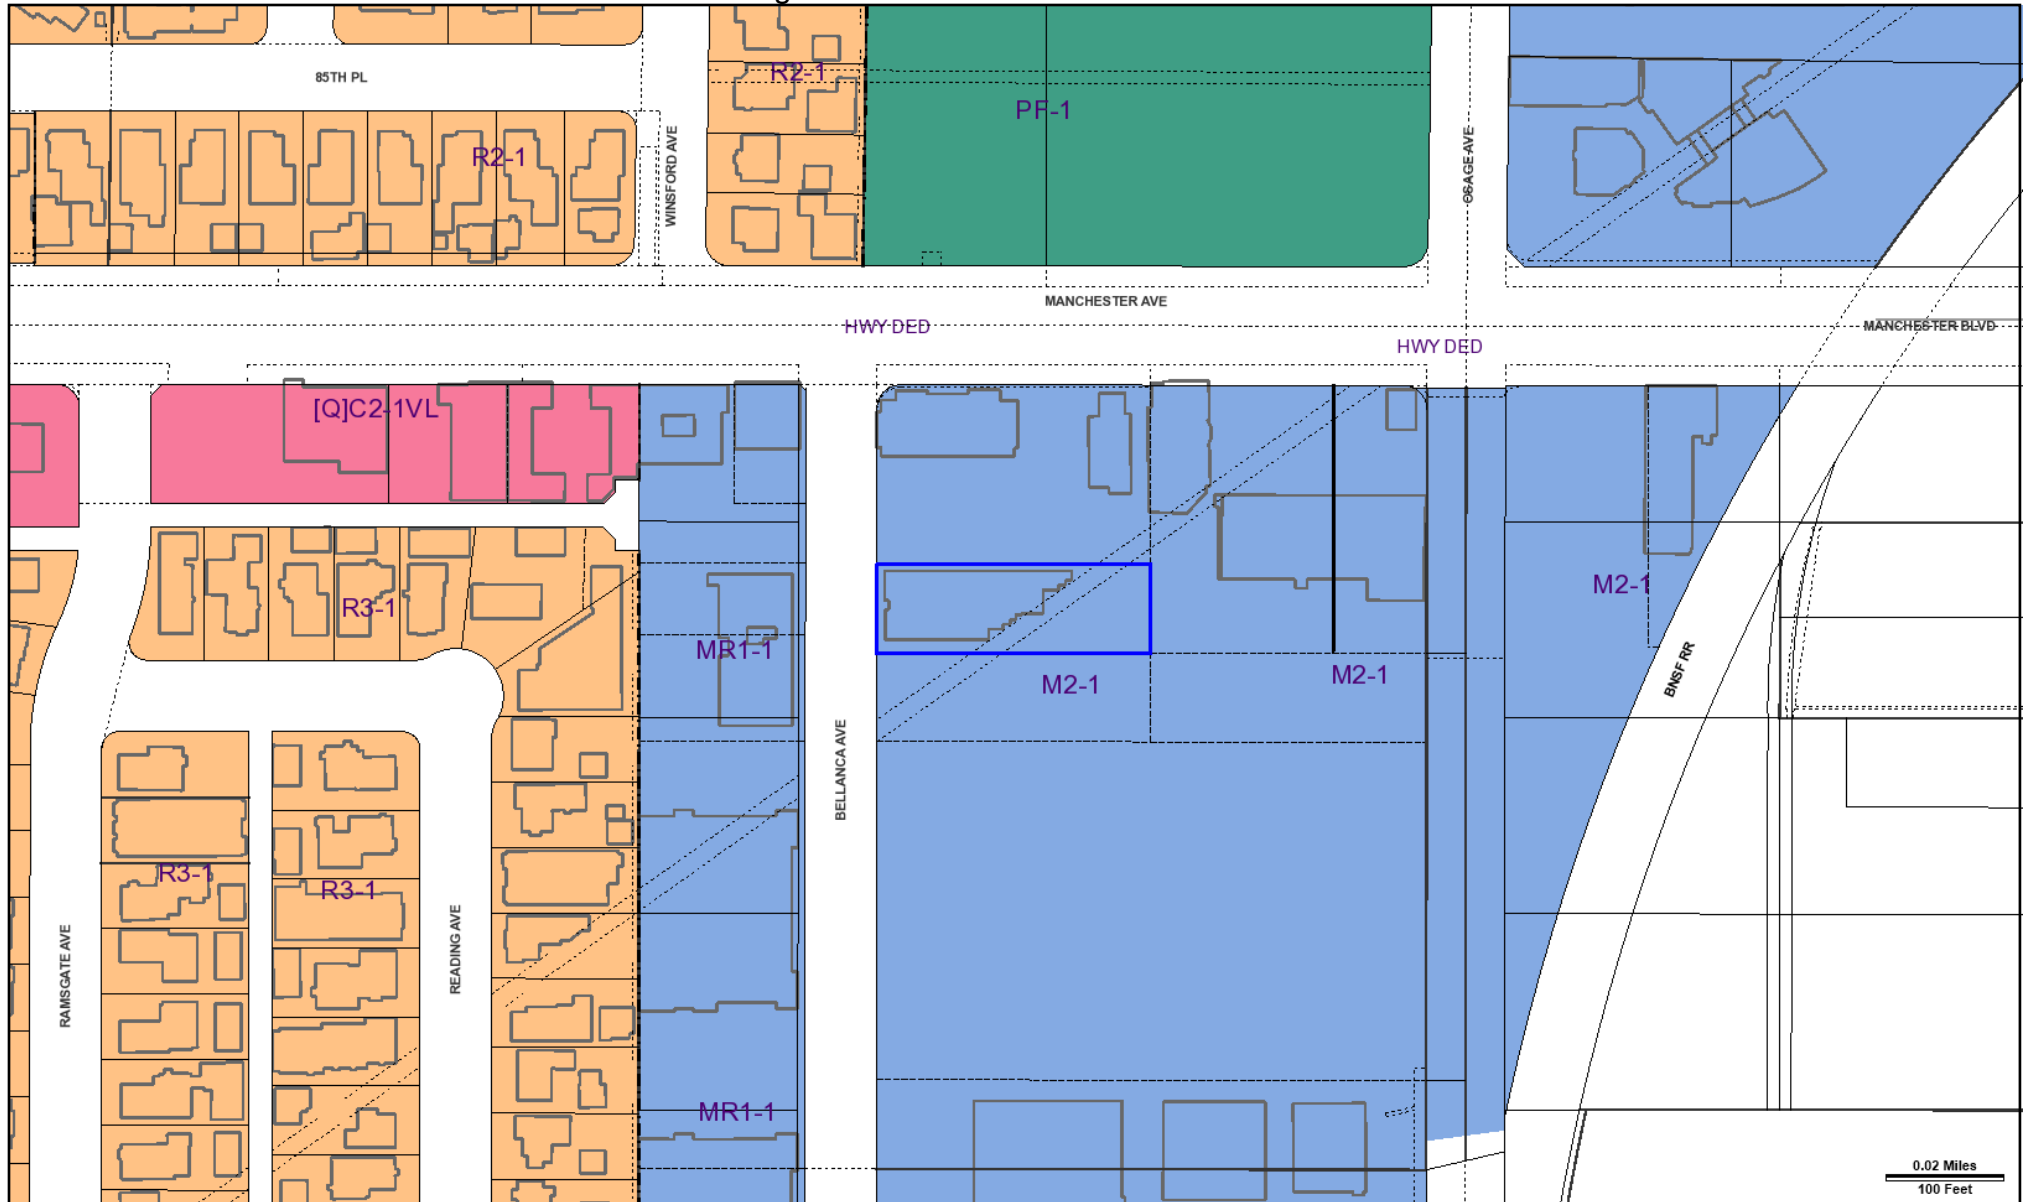 R2-1
85TH PL
PF-1
R2-1
WINSFORD AVE
OSAGE AVE
MANCHESTER AVE
HWY DED
MANCHESTER BLVD
HWY DED
[Q]C2-1VL
M2-1
R3-1
MR1-1
BNSF RR
M2-1
M2-1
BELLANCA AVE
R3-1
R3-1
READING AVE
RAMSGATE AVE
MR1-1
0.02 Miles
100 Feet